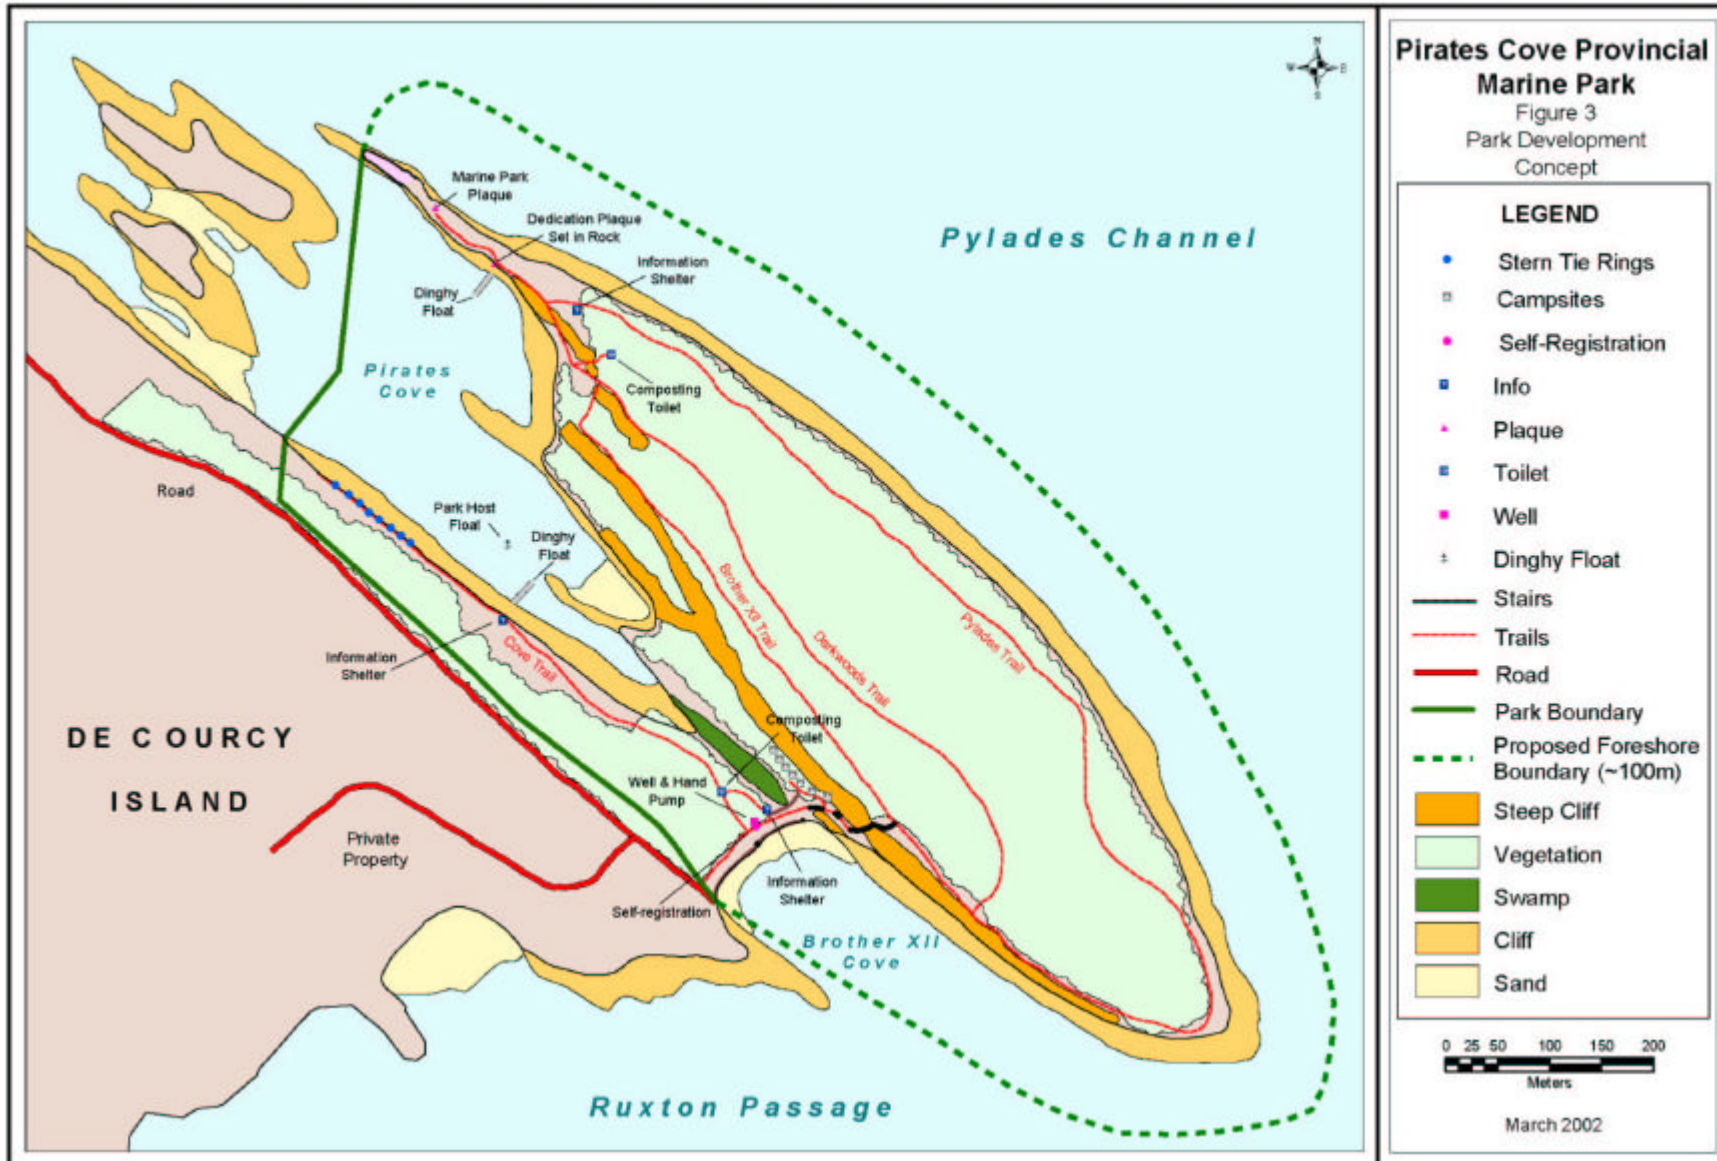 N
W E
S
Marine Park
Plaque
Dedication Plaque
Set in Rock
Information
Shelter
Dinghy
Float
Pylades Channel
Pirates
Cove
Composting
Toilet
Road
Park Host
Float
Dinghy
Float
Brother XII Trail
Darkwoods Trail
Pylades Trail
Cove Trail
Information
Shelter
Composting
Toilet
DE COURCY
ISLAND
Well & Hand
Pump
Private
Property
Information
Shelter
Self-registration
Brother XII
Cove
Ruxton Passage
Pirates Cove Provincial
Marine Park
Figure 3
Park Development
Concept
LEGEND
Stern Tie Rings
Campsites
Self-Registration
Info
Plaque
Toilet
Well
Dinghy Float
Stairs
Trails
Road
Park Boundary
Proposed Foreshore
Boundary (~100m)
Steep Cliff
Vegetation
Swamp
Cliff
Sand
0 25 50 100 150 200
Meters
March 2002